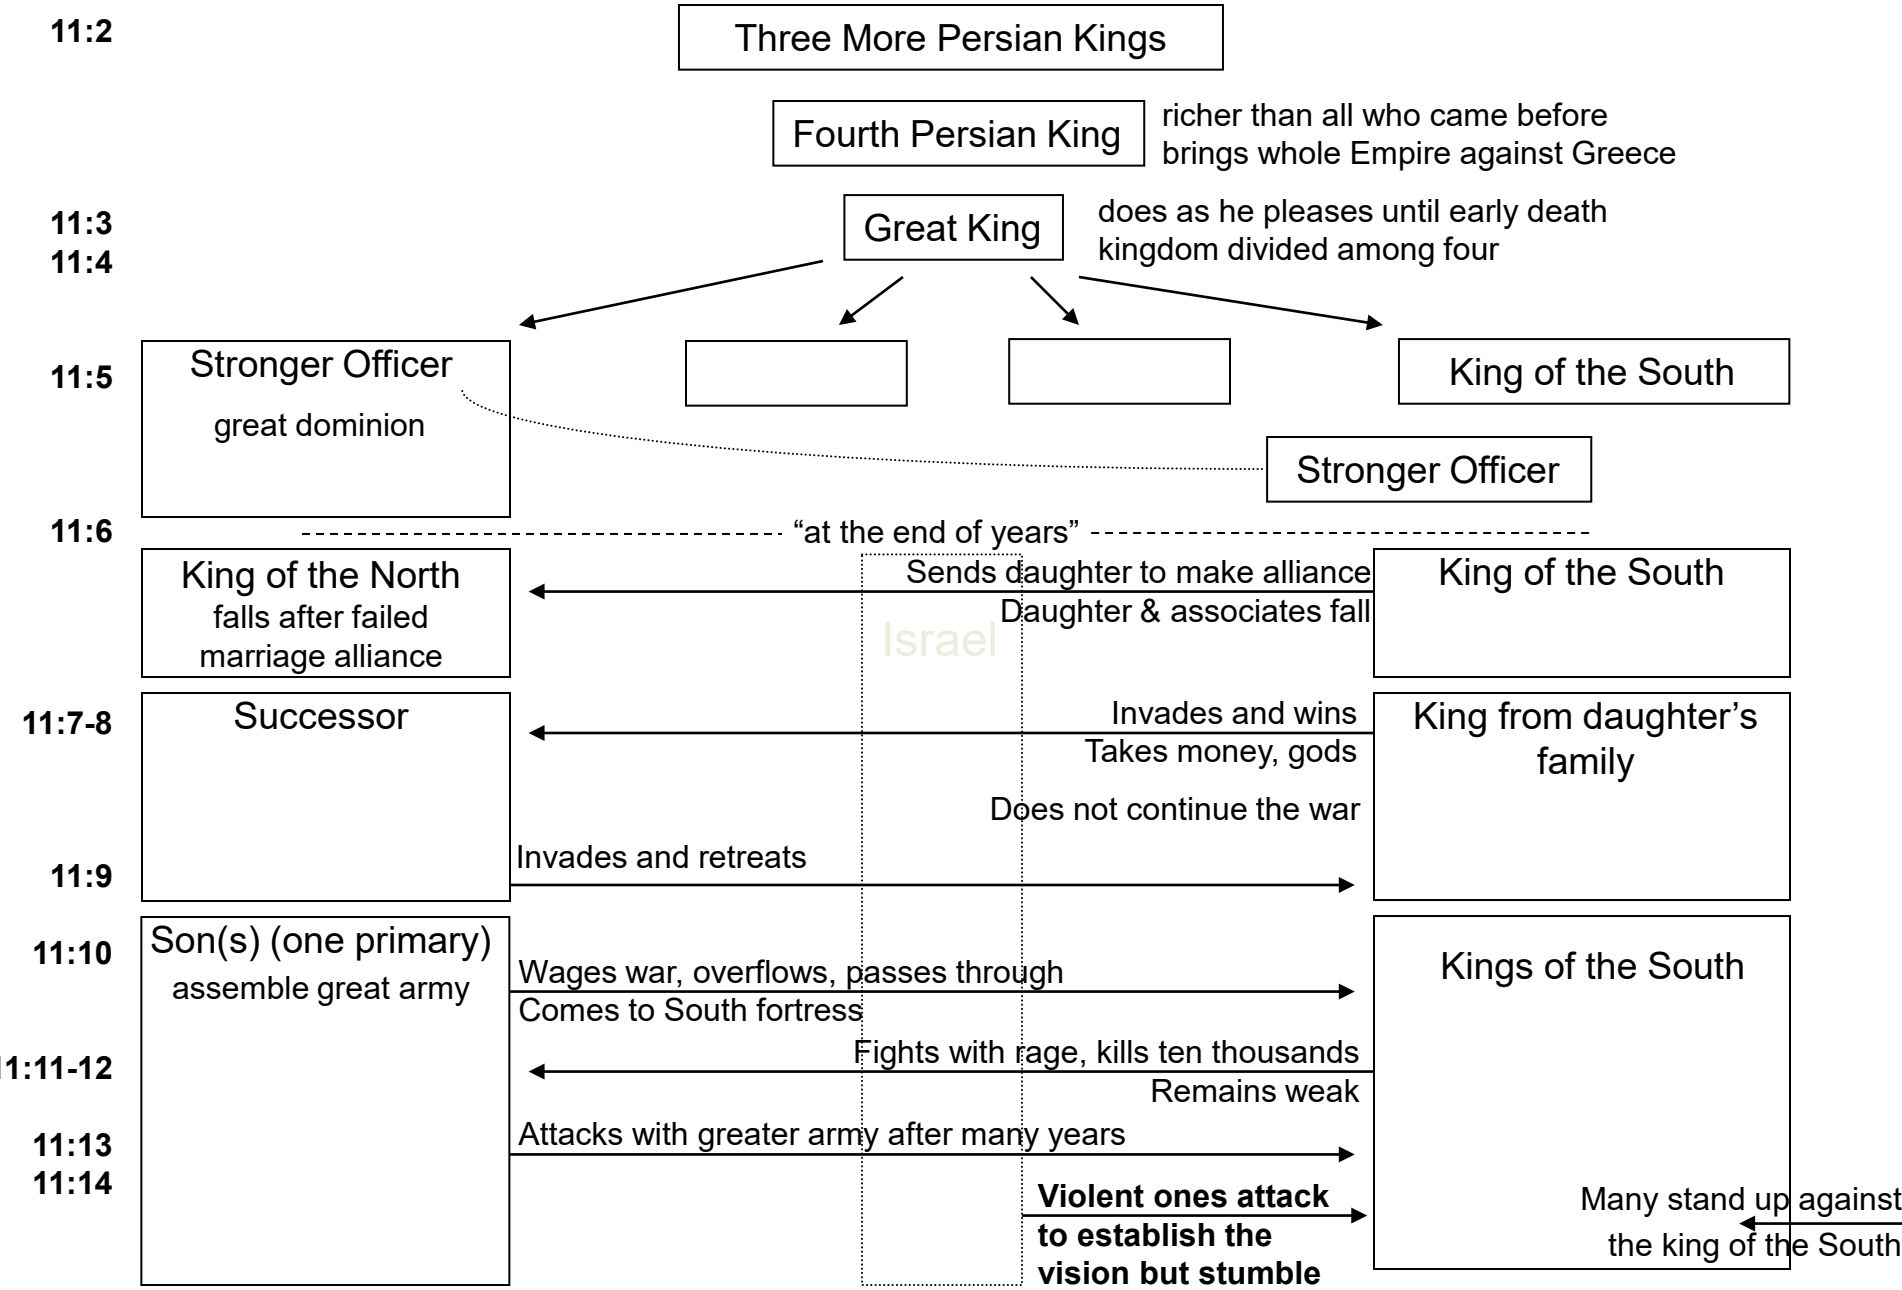 11:2
Three More Persian Kings
Fourth Persian King
richer than all who came before
brings whole Empire against Greece
11:3
Great King
does as he pleases until early death
11:4
kingdom divided among four
11:5
Stronger Officer
great dominion
King of the South
Stronger Officer
11:6
“at the end of years”
King of the North
falls after failed
marriage alliance
Sends daughter to make alliance
Daughter & associates fall
Israel
King of the South
11:7-8
Successor
Invades and wins
Takes money, gods
Does not continue the war
King from daughter’s
family
11:9
Invades and retreats
11:10
Son(s) (one primary)
assemble great army
Wages war, overflows, passes through
Comes to South fortress
Kings of the South
11:11-12
Fights with rage, kills ten thousands
Remains weak
11:13
Attacks with greater army after many years
11:14
Violent ones attack
to establish the
vision but stumble
Many stand up against
the king of the South